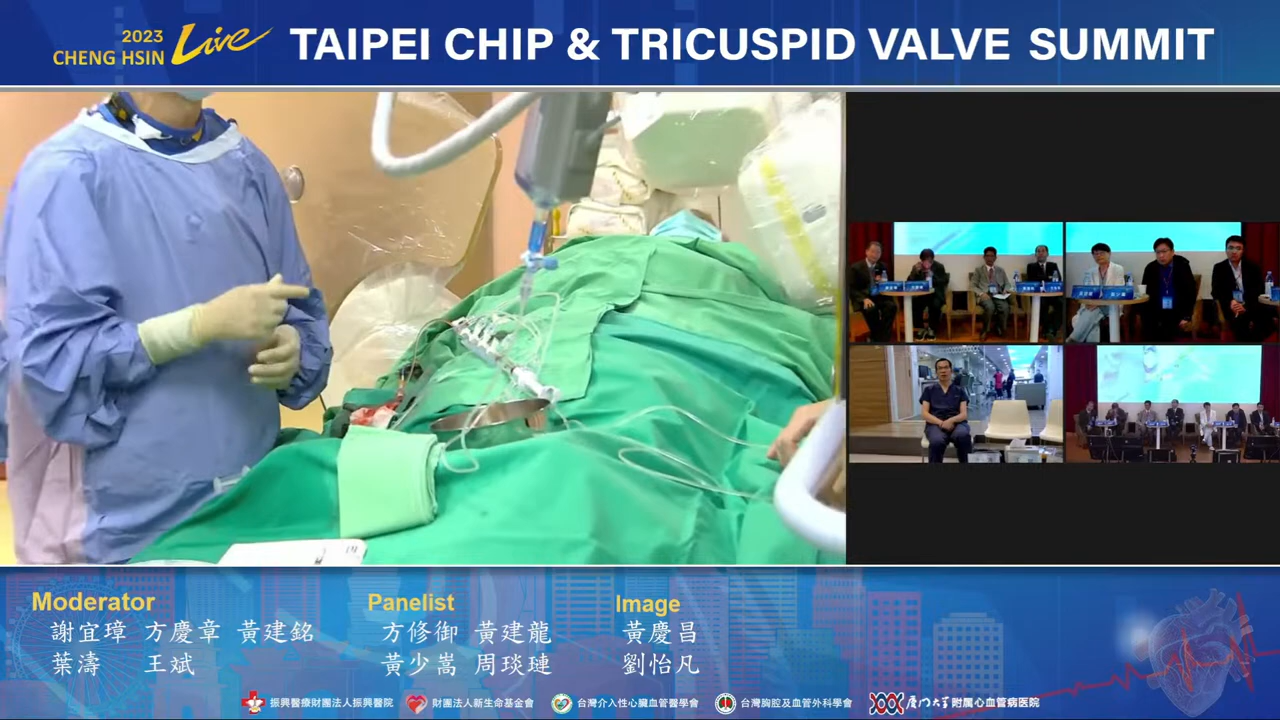 2023
CHENG HSIN Live
TAIPEI CHIP & TRICUSPID VALVE SUMMIT
Moderator
謝宜璋 方慶章 黃建銘
葉濤 王斌
Panelist
方修御 黃建龍
黃少嵩 周琰璉
Image
黃慶昌
劉怡凡
振興醫療財團法人振興醫院
財團法人新生命基金會
台灣介入性心臟血管醫學會
台灣胸腔及血管外科學會
厦门大学附属心血管病医院